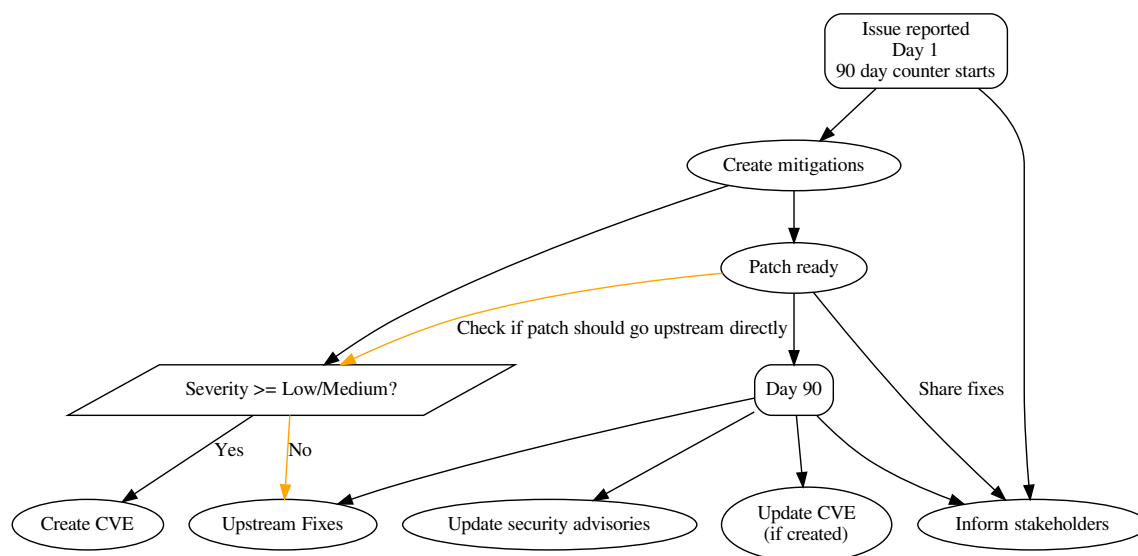 Issue reported
Day 1
90 day counter starts
Create mitigations
Patch ready
Check if patch should go upstream directly
Severity >= Low/Medium?
Day 90
Share fixes
Yes
No
Create CVE
Upstream Fixes
Update security advisories
Update CVE
(if created)
Inform stakeholders